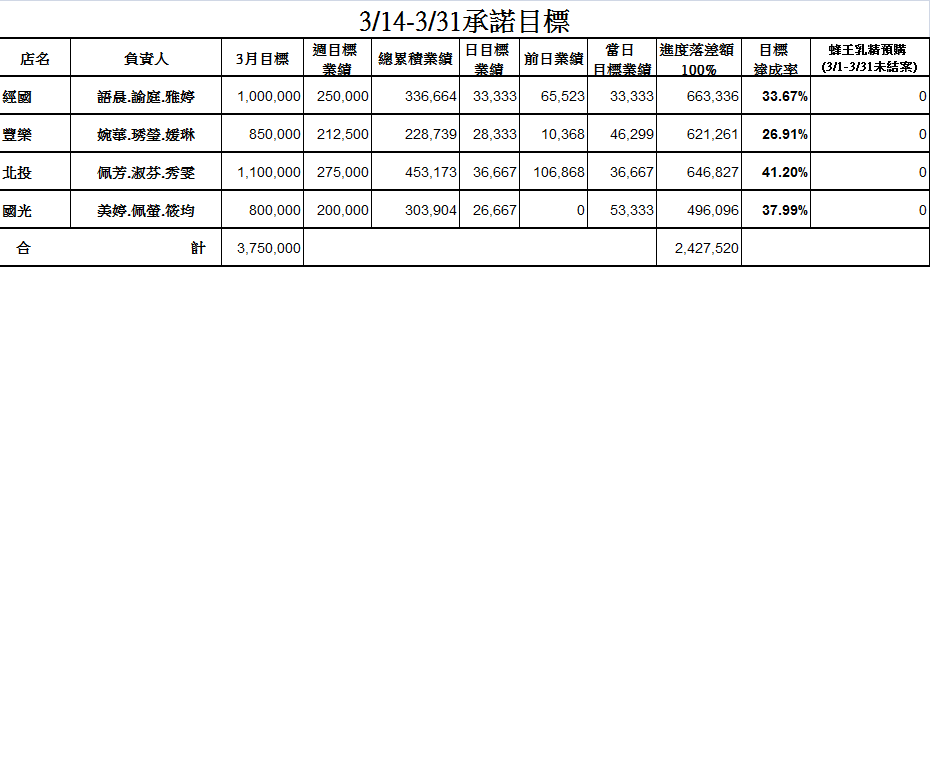 3/14-3/31承諾目標
店名 負責人 3月目標 週目標業績 總累積業績 日目標業績 前日業績 當日目標業績 進度落差額100% 目標達成率 蜂王乳精預購(3/1-3/31未結案)
經國 語晨.諭庭.雅婷 1,000,000 250,000 336,664 33,333 65,523 33,333 663,336 33.67% 0
豐樂 婉華.琇瑩.媛琳 850,000 212,500 228,739 28,333 10,368 46,299 621,261 26.91% 0
北投 佩芳.淑芬.秀雯 1,100,000 275,000 453,173 36,667 106,868 36,667 646,827 41.20% 0
國光 美婷.佩螢.筱均 800,000 200,000 303,904 26,667 0 53,333 496,096 37.99% 0
合 計 3,750,000 2,427,520